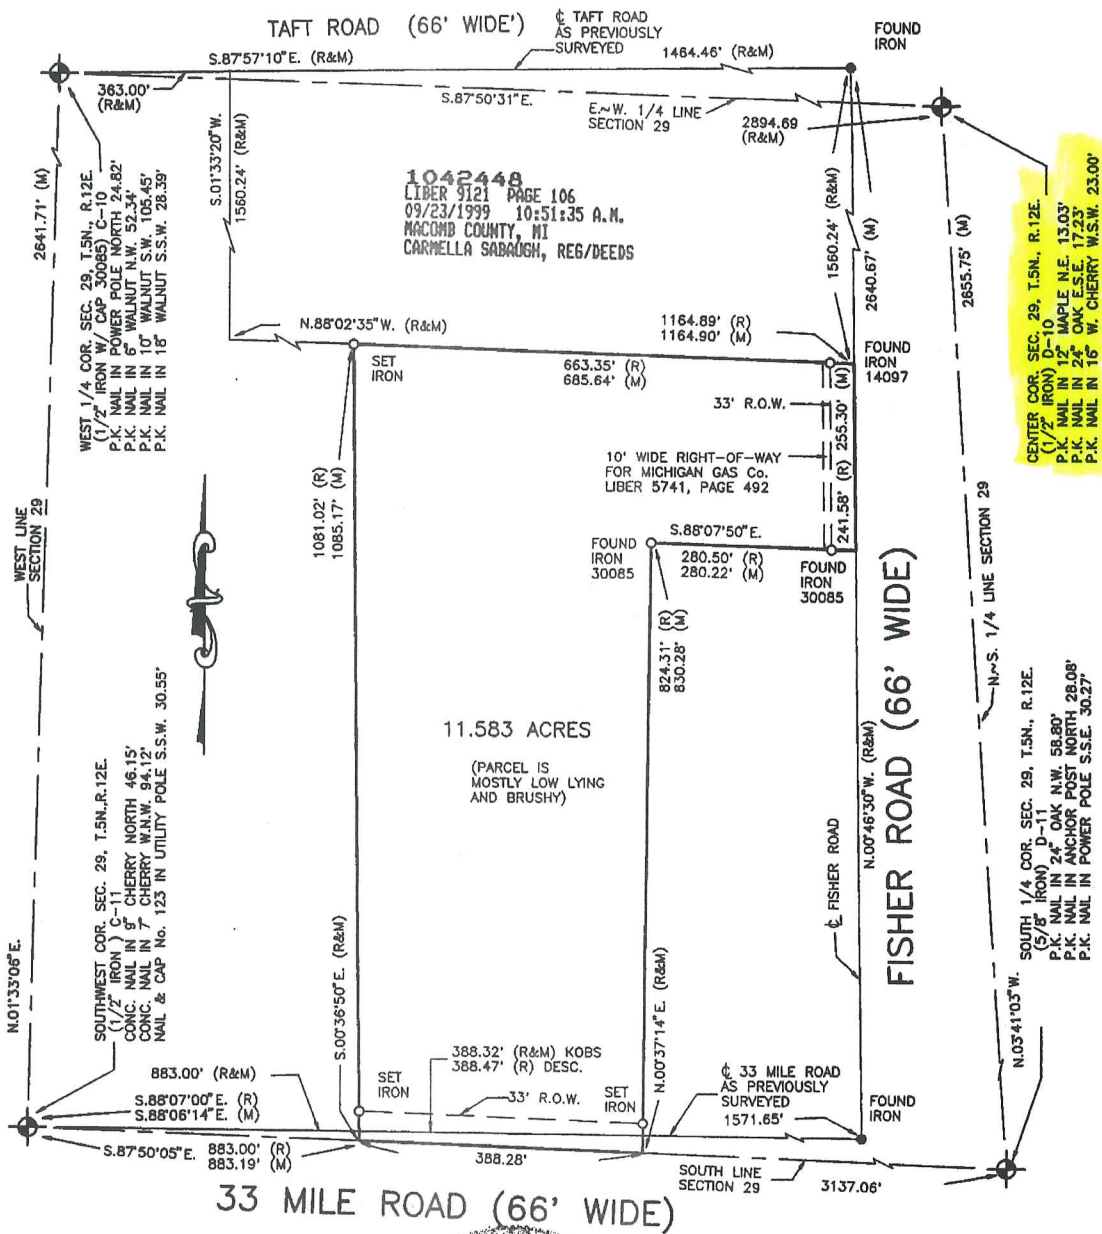 TAFT ROAD (66' WIDE')
℄ TAFT ROAD
AS PREVIOUSLY
SURVEYED
FOUND
IRON
S.87°57'10"E. (R&M)
1464.46' (R&M)
363.00'
(R&M)
S.87°50'31"E.
E.~W. 1/4 LINE
SECTION 29
2894.69
(R&M)
2641.71' (M)
WEST 1/4 COR. SEC. 29, T.5N., R.12E.
(1/2" IRON W/ CAP 30085) C-10
P.K. NAIL IN POWER POLE NORTH 24.82'
P.K. NAIL IN 6" WALNUT N.W. 52.34'
P.K. NAIL IN 10" WALNUT S.W. 105.45'
P.K. NAIL IN 18" WALNUT S.S.W. 28.39'
S.01°33'20"W.
1560.24' (R&M)
1042448
LIBER 9121 PAGE 106
09/23/1999 10:51:35 A.M.
MACOMB COUNTY, MI
CARMELLA SABAUGH, REG/DEEDS
1560.24' (R&M)
2640.67' (M)
2655.75' (M)
CENTER COR. SEC. 29, T.5N., R.12E.
(1/2" IRON) D-10
P.K. NAIL IN 12" MAPLE N.E. 13.03'
P.K. NAIL IN 24" OAK E.S.E. 17.23'
P.K. NAIL IN 16" W. CHERRY W.S.W. 23.00'
N.88°02'35"W. (R&M)
1164.89' (R)
1164.90' (M)
SET
IRON
FOUND
IRON
14097
663.35' (R)
685.64' (M)
33' R.O.W.
10' WIDE RIGHT-OF-WAY
FOR MICHIGAN GAS Co.
LIBER 5741, PAGE 492
241.58' (R) 255.30' (M)
1081.02' (R)
1085.17' (M)
WEST LINE
SECTION 29
S.88°07'50"E.
280.50' (R)
280.22' (M)
FOUND
IRON
30085
FOUND
IRON
30085
824.31' (R)
830.28' (M)
N.~S. 1/4 LINE SECTION 29
FISHER ROAD (66' WIDE)
N.00°46'30"W. (R&M)
℄ FISHER ROAD
11.583 ACRES
(PARCEL IS
MOSTLY LOW LYING
AND BRUSHY)
N.01°33'06"E.
SOUTHWEST COR. SEC. 29, T.5N.,R.12E.
(1/2" IRON ) C-11
CONC. NAIL IN 9" CHERRY NORTH 46.15'
CONC. NAIL IN 7" CHERRY W.N.W. 94.12'
NAIL & CAP No. 123 IN UTILITY POLE S.S.W. 30.55'
S.00°36'50"E. (R&M)
N.00°37'14"E. (R&M)
N.03°41'03"W.
SOUTH 1/4 COR. SEC. 29, T.5N., R.12E.
(5/8" IRON) D-11
P.K. NAIL IN 24" OAK N.W. 58.80'
P.K. NAIL IN ANCHOR POST NORTH 28.08'
P.K. NAIL IN POWER POLE S.S.E. 30.27'
883.00' (R&M)
S.88°07'00"E. (R)
S.88°06'14"E. (M)
388.32' (R&M) KOBS
388.47' (R) DESC.
SET
IRON
33' R.O.W.
SET
IRON
℄ 33 MILE ROAD
AS PREVIOUSLY
SURVEYED
1571.65'
FOUND
IRON
S.87°50'05"E.
883.00' (R)
883.19' (M)
388.28'
SOUTH LINE
SECTION 29
3137.06'
33 MILE ROAD (66' WIDE)